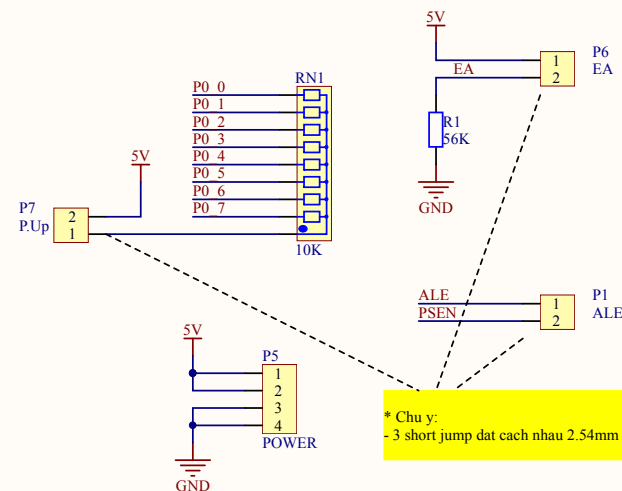 5V
P6
1
2
EA
EA
R1
56K
GND
RN1
P0_0
P0_1
P0_2
P0_3
P0_4
P0_5
P0_6
P0_7
10K
5V
P7
P.Up
2
1
ALE
PSEN
1
2
P1
ALE
5V
P5
1
2
3
4
POWER
GND
* Chu y:
- 3 short jump dat cach nhau 2.54mm